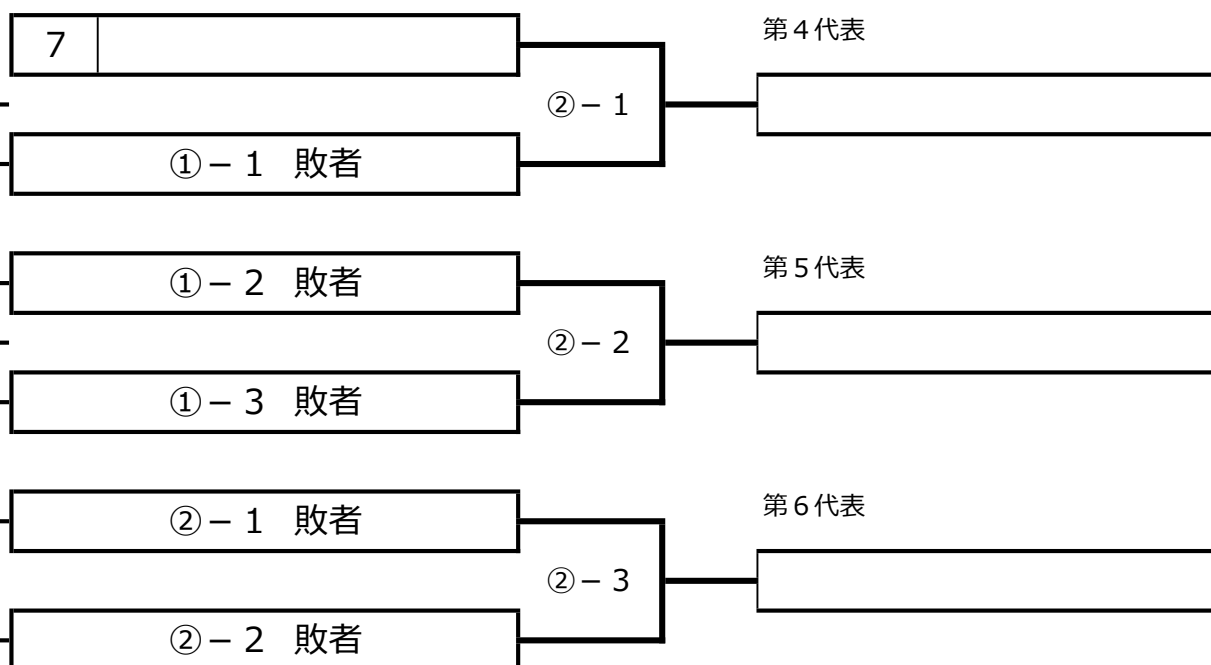 第４代表
7
②－１
①－１ 敗者
第５代表
①－２ 敗者
②－２
①－３ 敗者
第６代表
②－１ 敗者
②－３
②－２ 敗者